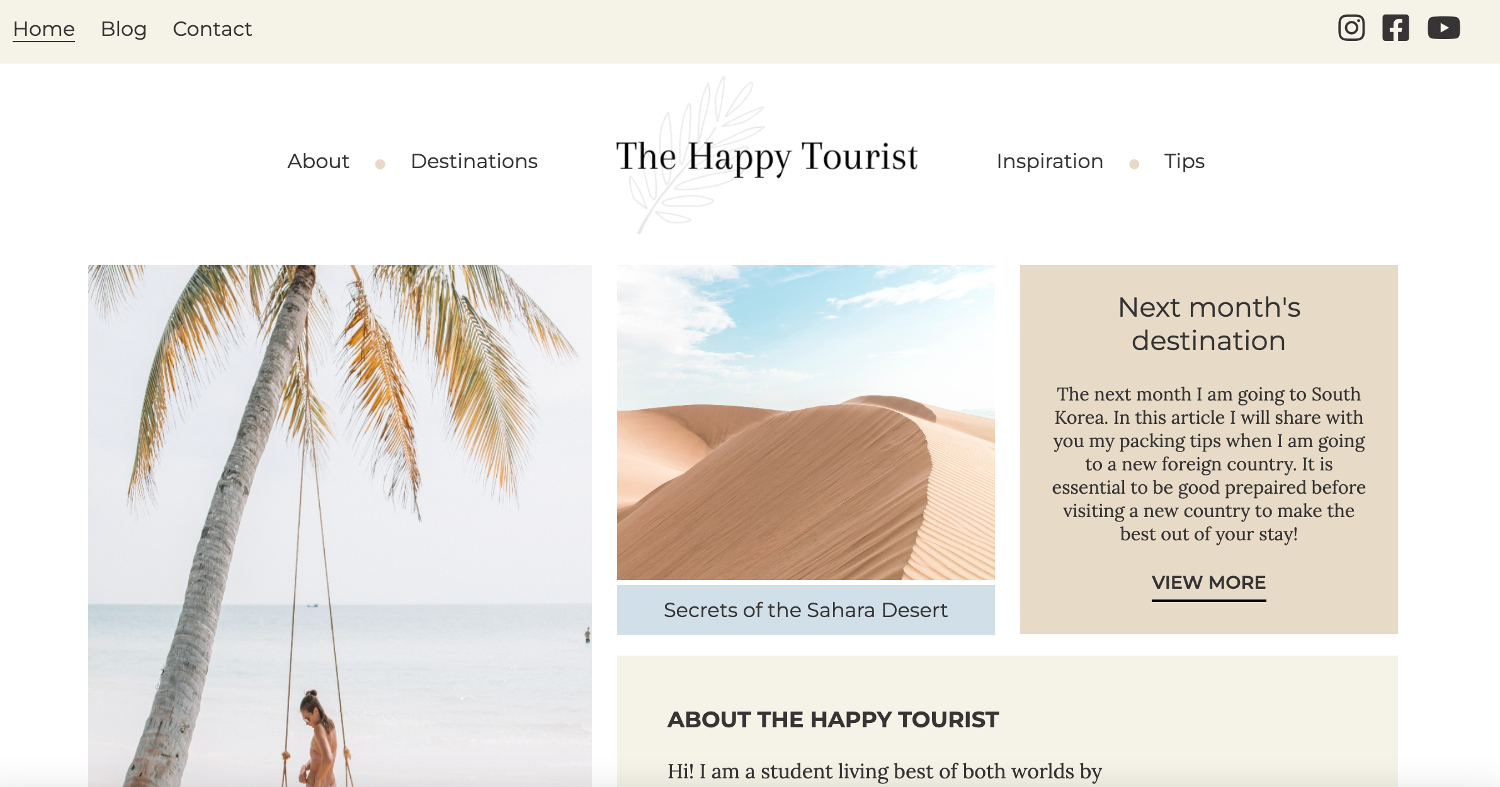 Home Blog Contact
About Destinations The Happy Tourist Inspiration Tips
Next month's
destination
The next month I am going to South
Korea. In this article I will share with
you my packing tips when I am going
to a new foreign country. It is
essential to be good prepaired before
visiting a new country to make the
best out of your stay!
VIEW MORE
Secrets of the Sahara Desert
ABOUT THE HAPPY TOURIST
Hi! I am a student living best of both worlds by